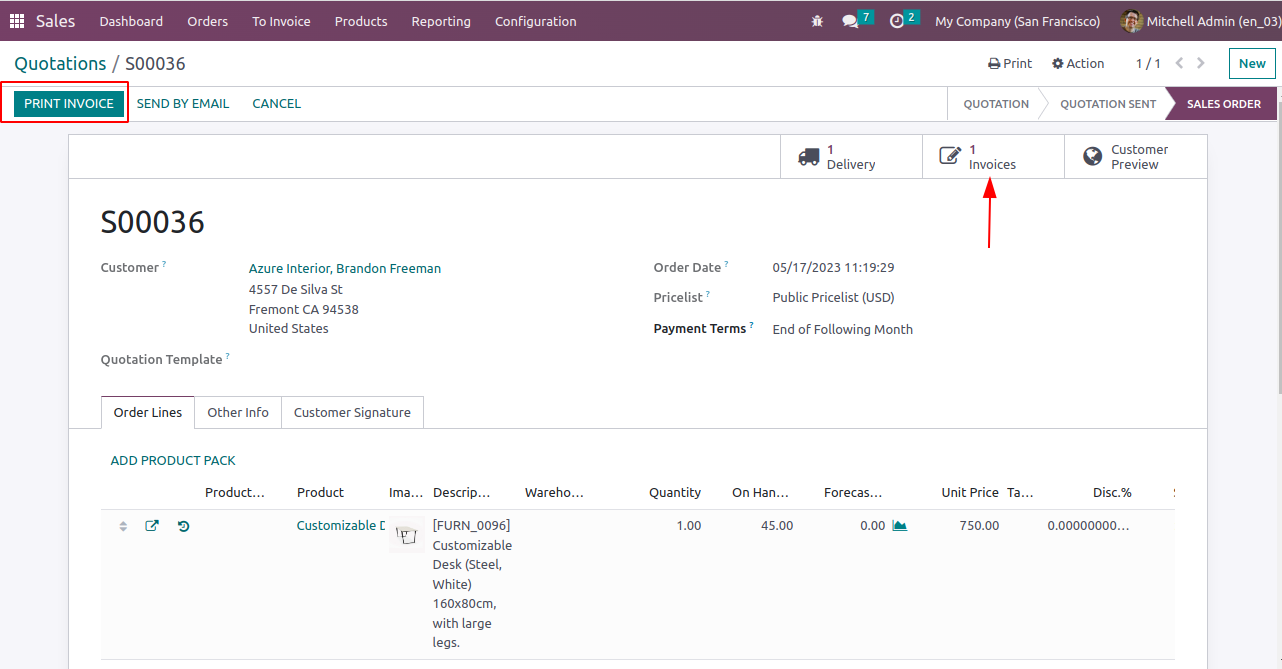 Sales Dashboard Orders To Invoice Products Reporting Configuration 7 2 My Company (San Francisco) Mitchell Admin (en_03)
Quotations / S00036 Print Action 1 / 1 New
PRINT INVOICE SEND BY EMAIL CANCEL QUOTATION QUOTATION SENT SALES ORDER
1 Delivery
1 Invoices
Customer Preview
S00036
Customer ? Azure Interior, Brandon Freeman
4557 De Silva St
Fremont CA 94538
United States
Quotation Template ?
Order Date ? 05/17/2023 11:19:29
Pricelist ? Public Pricelist (USD)
Payment Terms ? End of Following Month
Order Lines Other Info Customer Signature
ADD PRODUCT PACK
Product... Product Ima... Descrip... Wareho... Quantity On Han... Forecas... Unit Price Ta... Disc.%
Customizable D [FURN_0096] 1.00 45.00 0.00 750.00 0.00000000...
Customizable
Desk (Steel,
White)
160x80cm,
with large
legs.